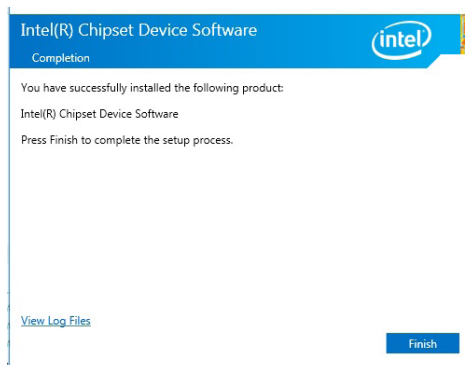 Intel(R) Chipset Device Software
intel
Completion
You have successfully installed the following product:
Intel(R) Chipset Device Software
Press Finish to complete the setup process.
View Log Files
Finish